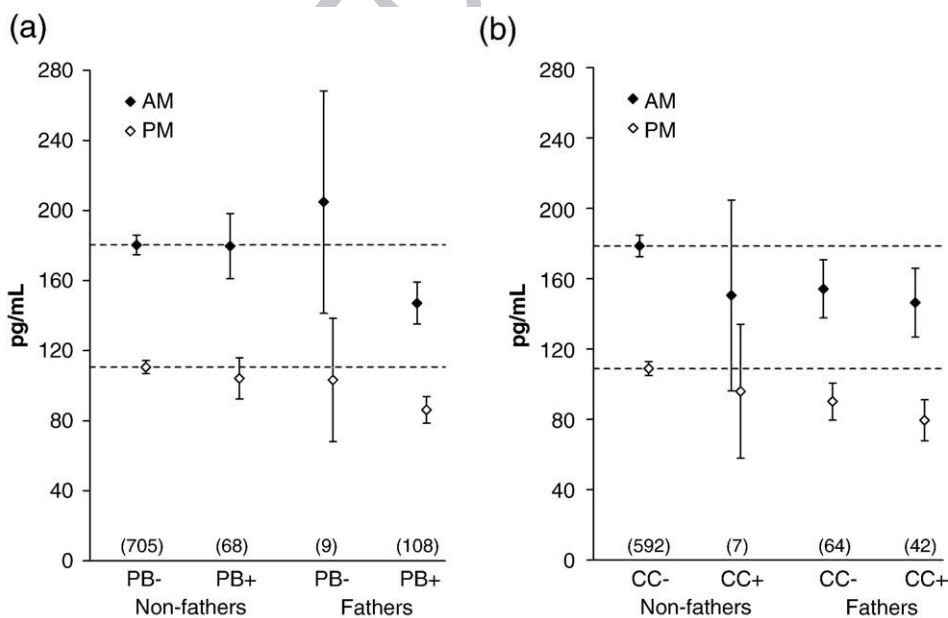 (a)
280
240
200
160
120
80
40
0
pg/mL
AM
PM
(705) (68) (9) (108)
PB- PB+ PB- PB+
Non-fathers Fathers
(b)
280
240
200
160
120
80
40
0
pg/mL
AM
PM
(592) (7) (64) (42)
CC- CC+ CC- CC+
Non-fathers Fathers